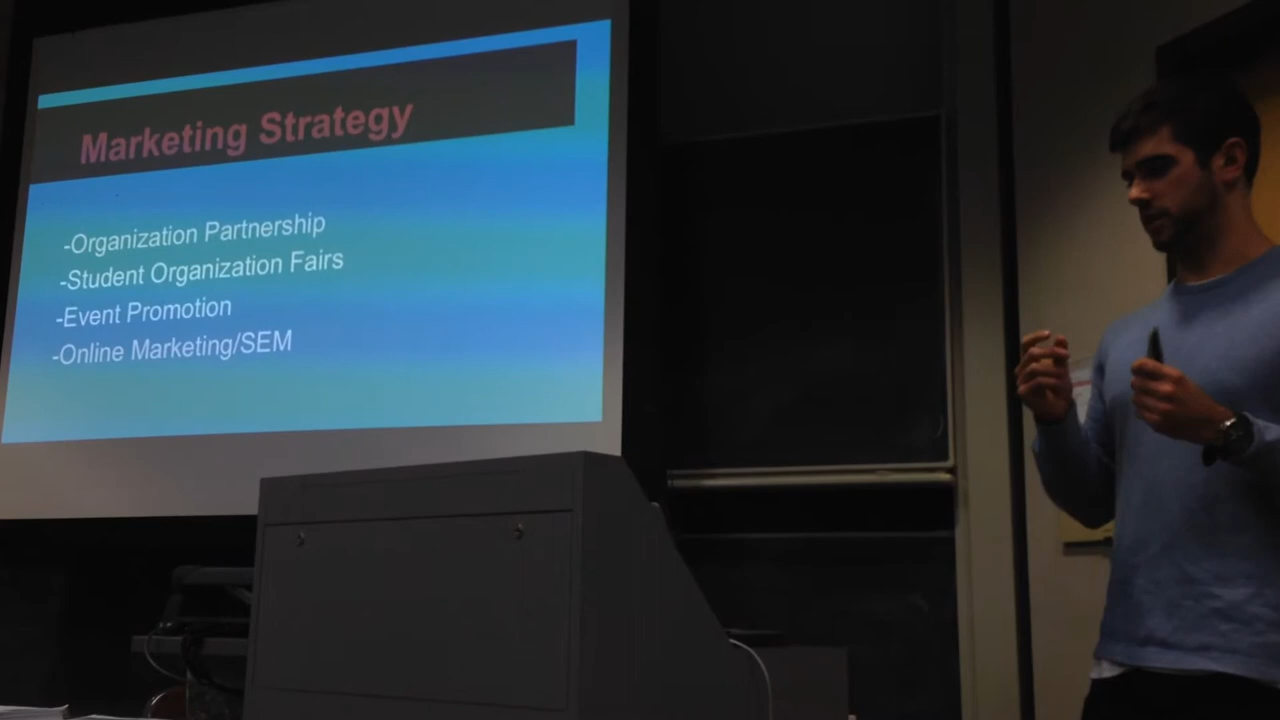 Marketing Strategy
-Organization Partnership
-Student Organization Fairs
-Event Promotion
-Online Marketing/SEM